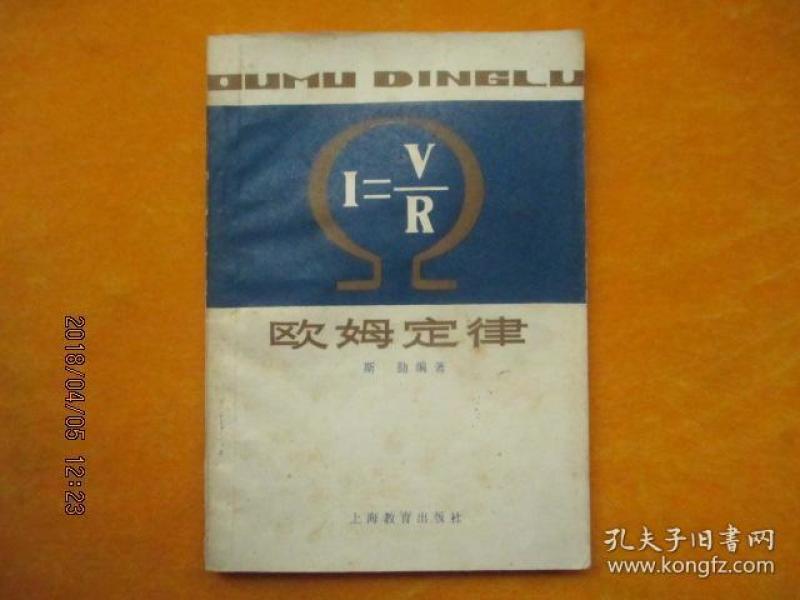 OUMU DINGLU
I=V/R
Ω
欧姆定律
斯 勤编著
上海教育出版社
2018/04/05 12:23
孔夫子旧书网
www.kongfz.com